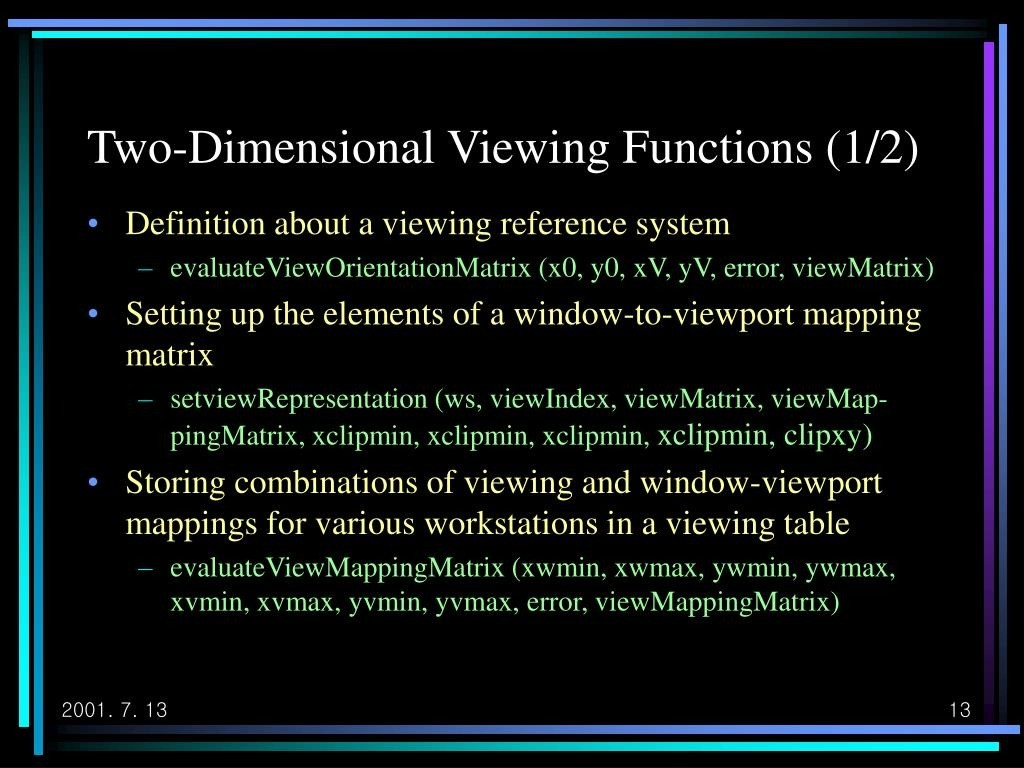 Two-Dimensional Viewing Functions (1/2)
• Definition about a viewing reference system
– evaluateViewOrientationMatrix (x0, y0, xV, yV, error, viewMatrix)
• Setting up the elements of a window-to-viewport mapping
matrix
– setviewRepresentation (ws, viewIndex, viewMatrix, viewMap-
pingMatrix, xclipmin, xclipmin, xclipmin, xclipmin, clipxy)
• Storing combinations of viewing and window-viewport
mappings for various workstations in a viewing table
– evaluateViewMappingMatrix (xwmin, xwmax, ywmin, ywmax,
xvmin, xvmax, yvmin, yvmax, error, viewMappingMatrix)
2001. 7. 13
13